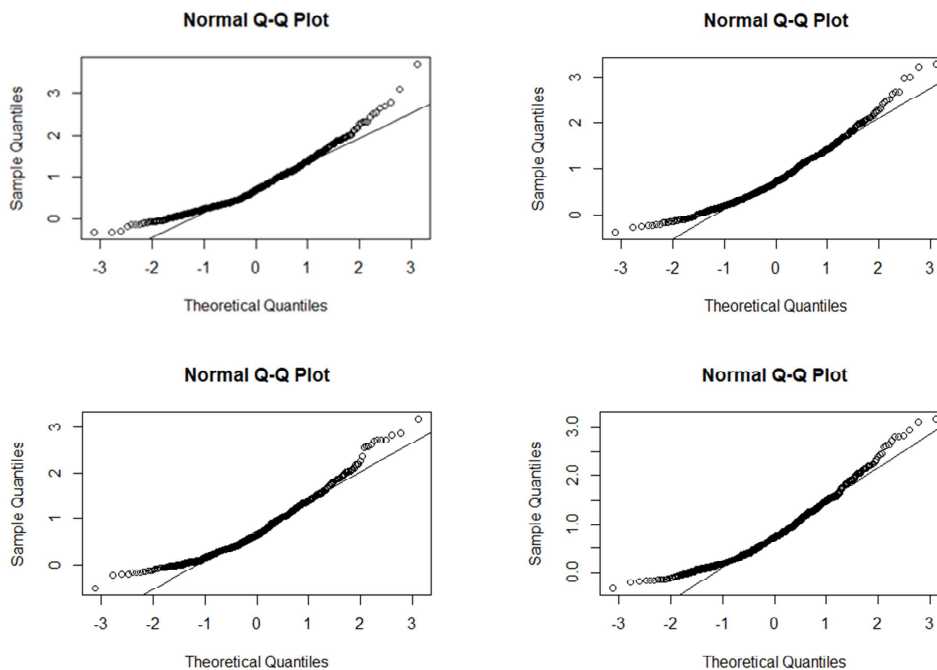 Normal Q-Q Plot
Sample Quantiles
3
2
1
0
-3 -2 -1 0 1 2 3
Theoretical Quantiles
Normal Q-Q Plot
Sample Quantiles
3
2
1
0
-3 -2 -1 0 1 2 3
Theoretical Quantiles
Normal Q-Q Plot
Sample Quantiles
3
2
1
0
-3 -2 -1 0 1 2 3
Theoretical Quantiles
Normal Q-Q Plot
Sample Quantiles
3.0
2.0
1.0
0.0
-3 -2 -1 0 1 2 3
Theoretical Quantiles